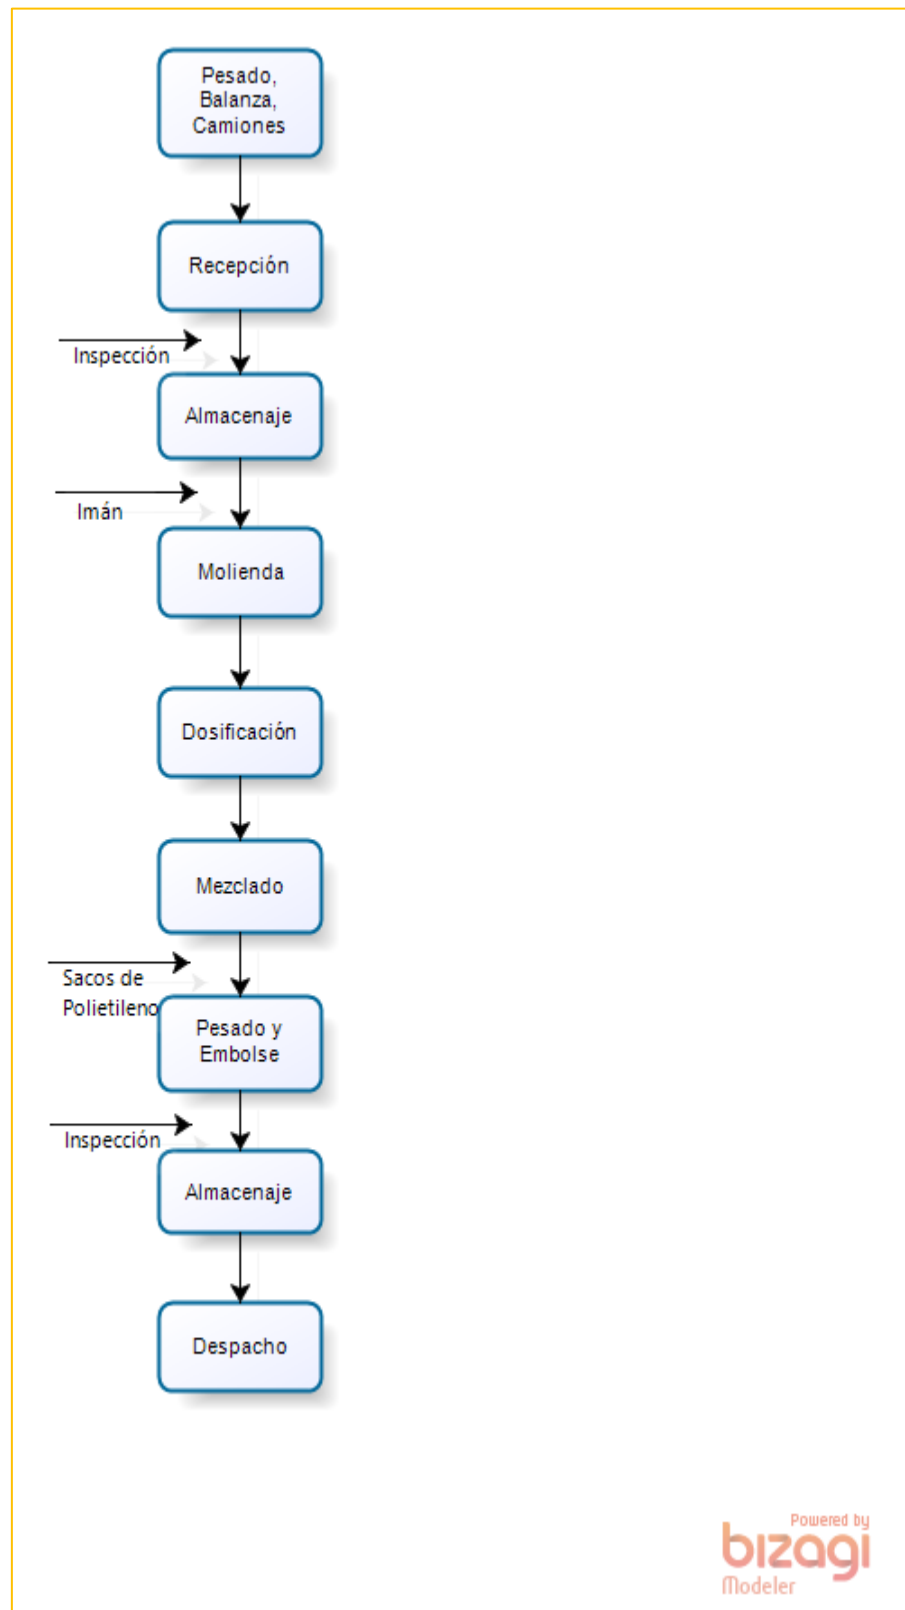 Pesado,
Balanza,
Camiones
Recepción
Inspección
Almacenaje
Imán
Molienda
Dosificación
Mezclado
Sacos de
Polietileno
Pesado y
Embolse
Inspección
Almacenaje
Despacho
Powered by
bizagi
Modeler